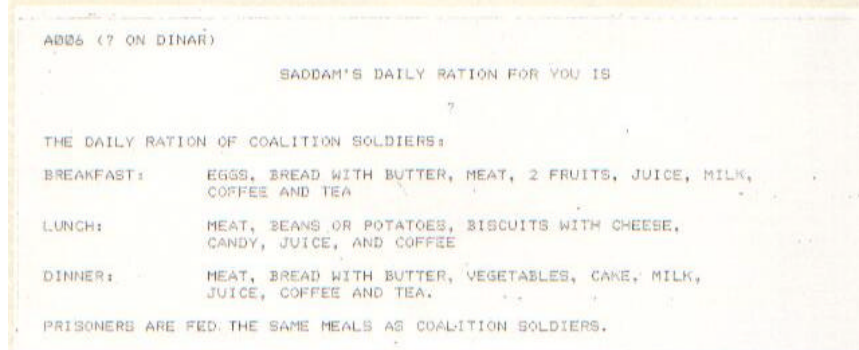 A006 (? ON DINAR)
SADDAM'S DAILY RATION FOR YOU IS
?
THE DAILY RATION OF COALITION SOLDIERS:
BREAKFAST: EGGS, BREAD WITH BUTTER, MEAT, 2 FRUITS, JUICE, MILK,
COFFEE AND TEA
LUNCH: MEAT, BEANS OR POTATOES, BISCUITS WITH CHEESE,
CANDY, JUICE, AND COFFEE
DINNER: MEAT, BREAD WITH BUTTER, VEGETABLES, CAKE, MILK,
JUICE, COFFEE AND TEA.
PRISONERS ARE FED THE SAME MEALS AS COALITION SOLDIERS.